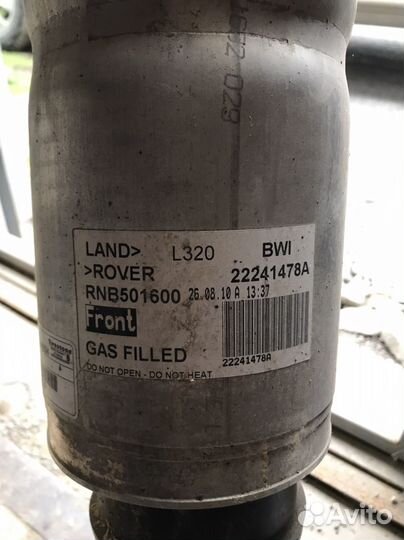 LAND> L320 BWI
>ROVER 22241478A
RNB501600 26.08.10 A 13:37
Front
GAS FILLED
DO NOT OPEN - DO NOT HEAT
22241478A
Avito